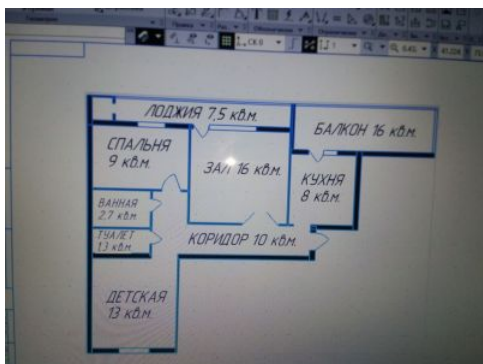 ЛОДЖИЯ 7,5 кв.м.
БАЛКОН 16 кв.м.
СПАЛЬНЯ
9 кв.м.
ЗАЛ 16 кв.м.
КУХНЯ
8 кв.м.
ВАННАЯ
2.7 кв.м.
ТУАЛЕТ
1.3 кв.м.
КОРИДОР 10 кв.м.
ДЕТСКАЯ
13 кв.м.